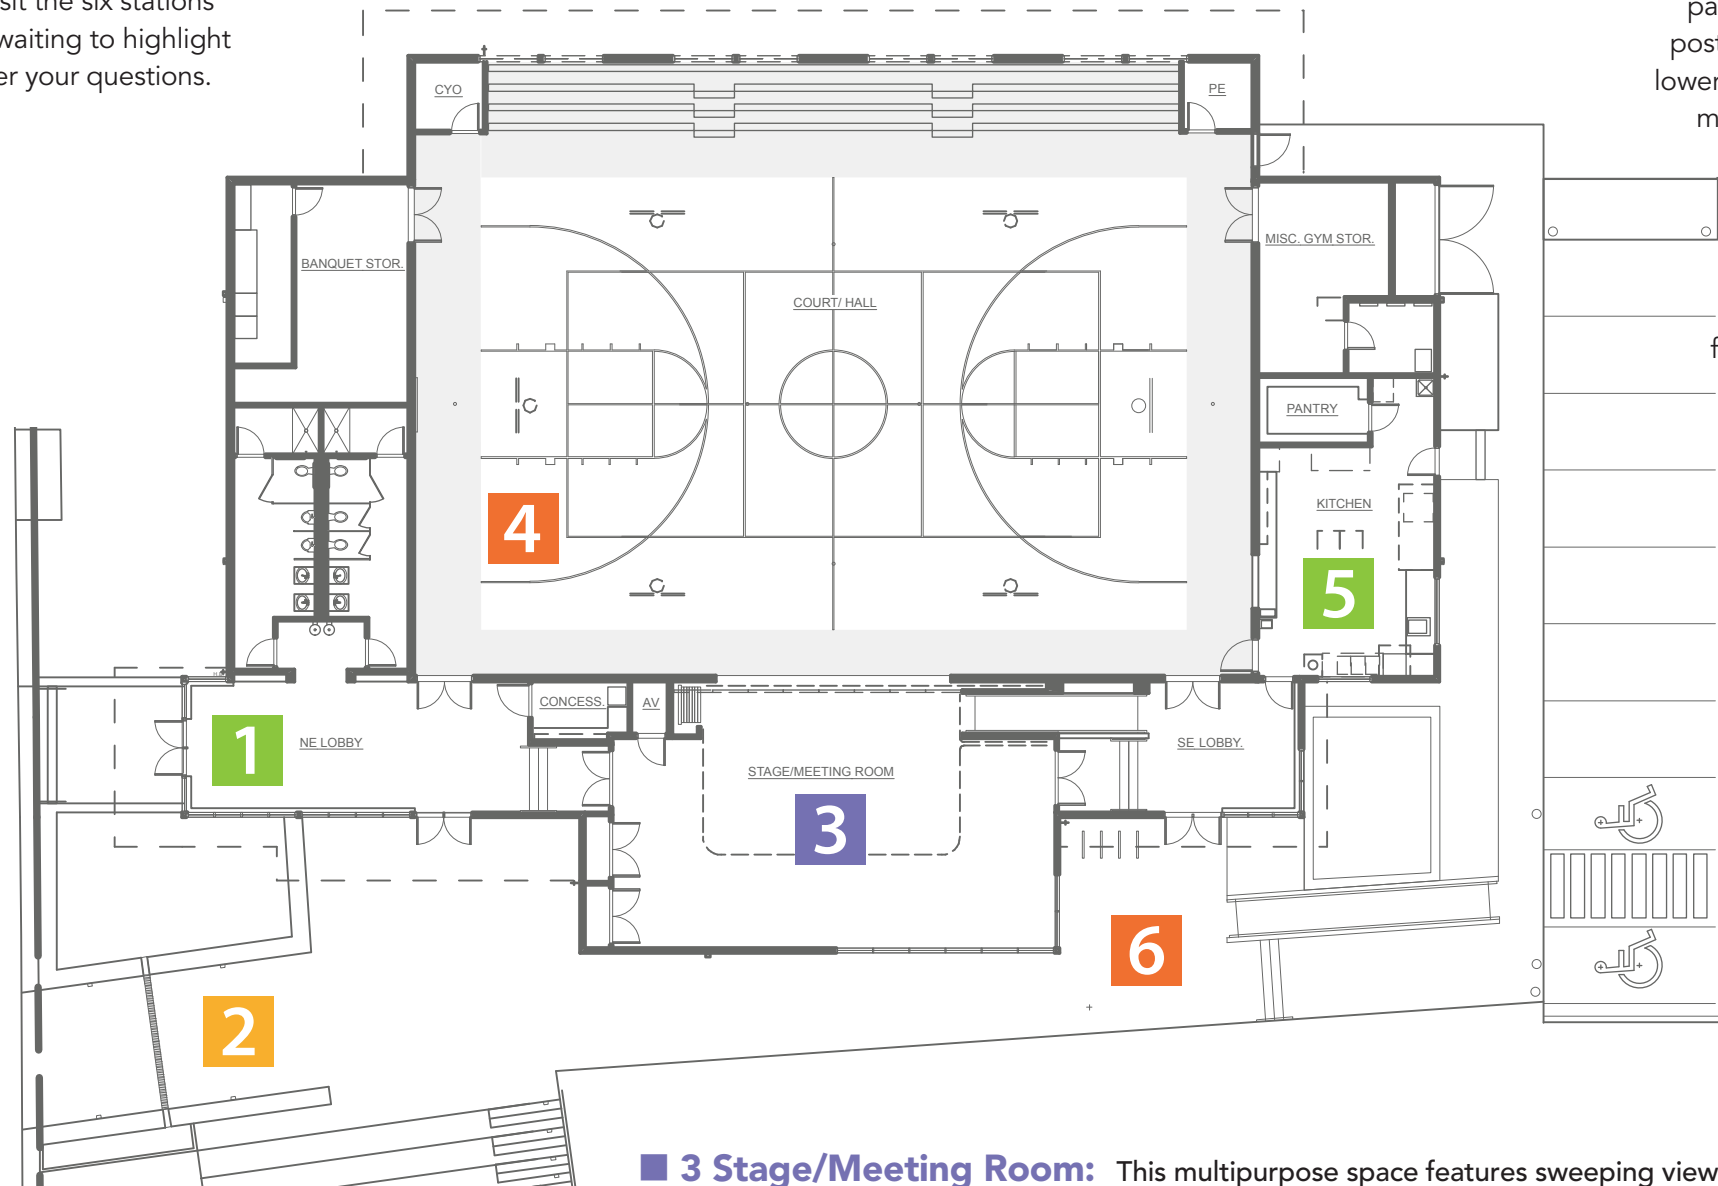 sit the six stations
waiting to highlight
er your questions.
pa
post
lower
m
f
CYO
PE
BANQUET STOR.
MISC. GYM STOR.
COURT/ HALL
PANTRY
KITCHEN
4
5
CONCESS.
AV
1
NE LOBBY
SE LOBBY.
STAGE/MEETING ROOM
3
6
2
■ 3 Stage/Meeting Room: This multipurpose space features sweeping view